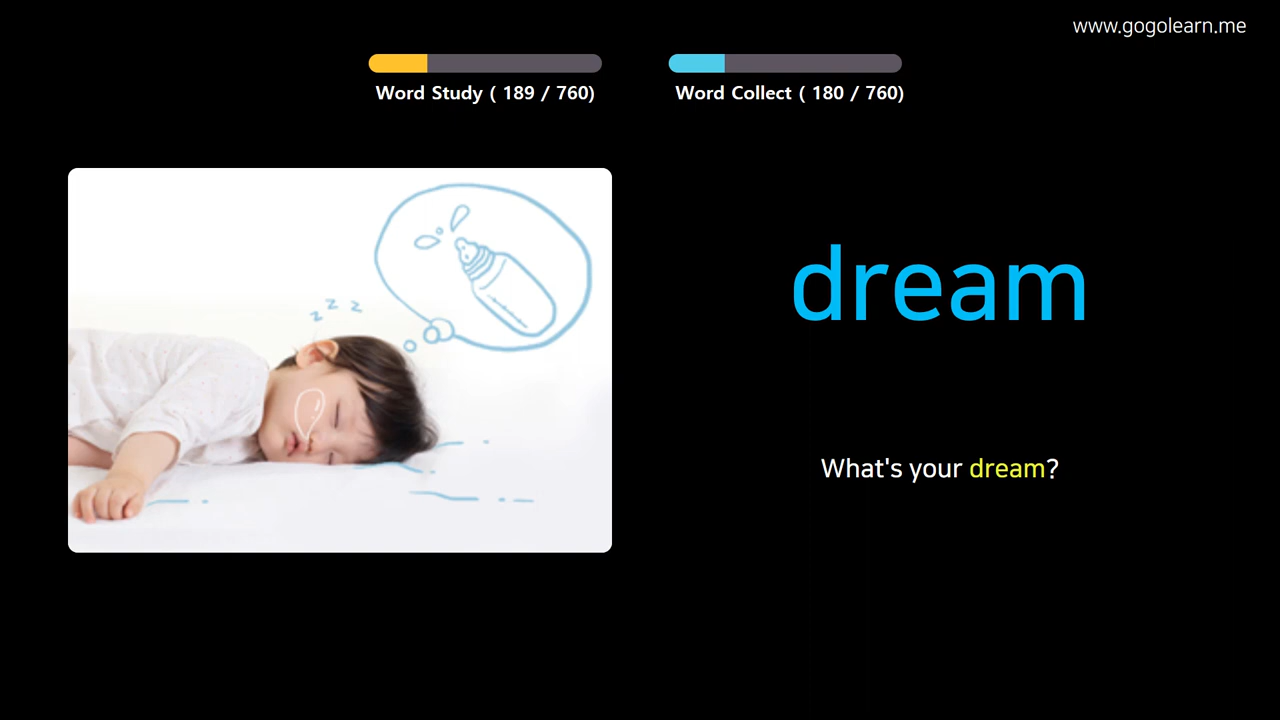 www.gogolearn.me
Word Study ( 189 / 760)
Word Collect ( 180 / 760)
z z z
dream
What's your dream?